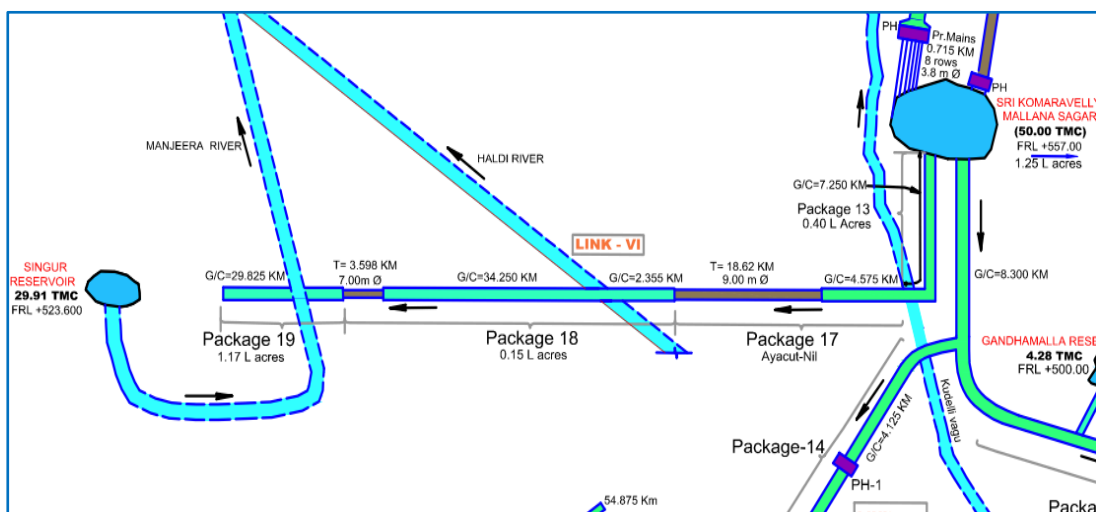 PH
Pr.Mains
0.715 KM
8 rows
3.8 m Ø
PH
SRI KOMARAVELLY
MALLANA SAGAR
(50.00 TMC)
FRL +557.00
1.25 L acres
MANJEERA RIVER
HALDI RIVER
G/C=7.250 KM
Package 13
0.40 L Acres
LINK - VI
SINGUR
RESERVOIR
29.91 TMC
FRL +523.600
G/C=29.825 KM
T= 3.598 KM
7.00m Ø
G/C=34.250 KM
G/C=2.355 KM
T= 18.62 KM
9.00 m Ø
G/C=4.575 KM
G/C=8.300 KM
Package 19
1.17 L acres
Package 18
0.15 L acres
Package 17
Ayacut-Nil
GANDHAMALLA RESE
4.28 TMC
FRL +500.00
Kudelli vagu
G/C=4.125 KM
Package-14
PH-1
54.875 Km
Packa